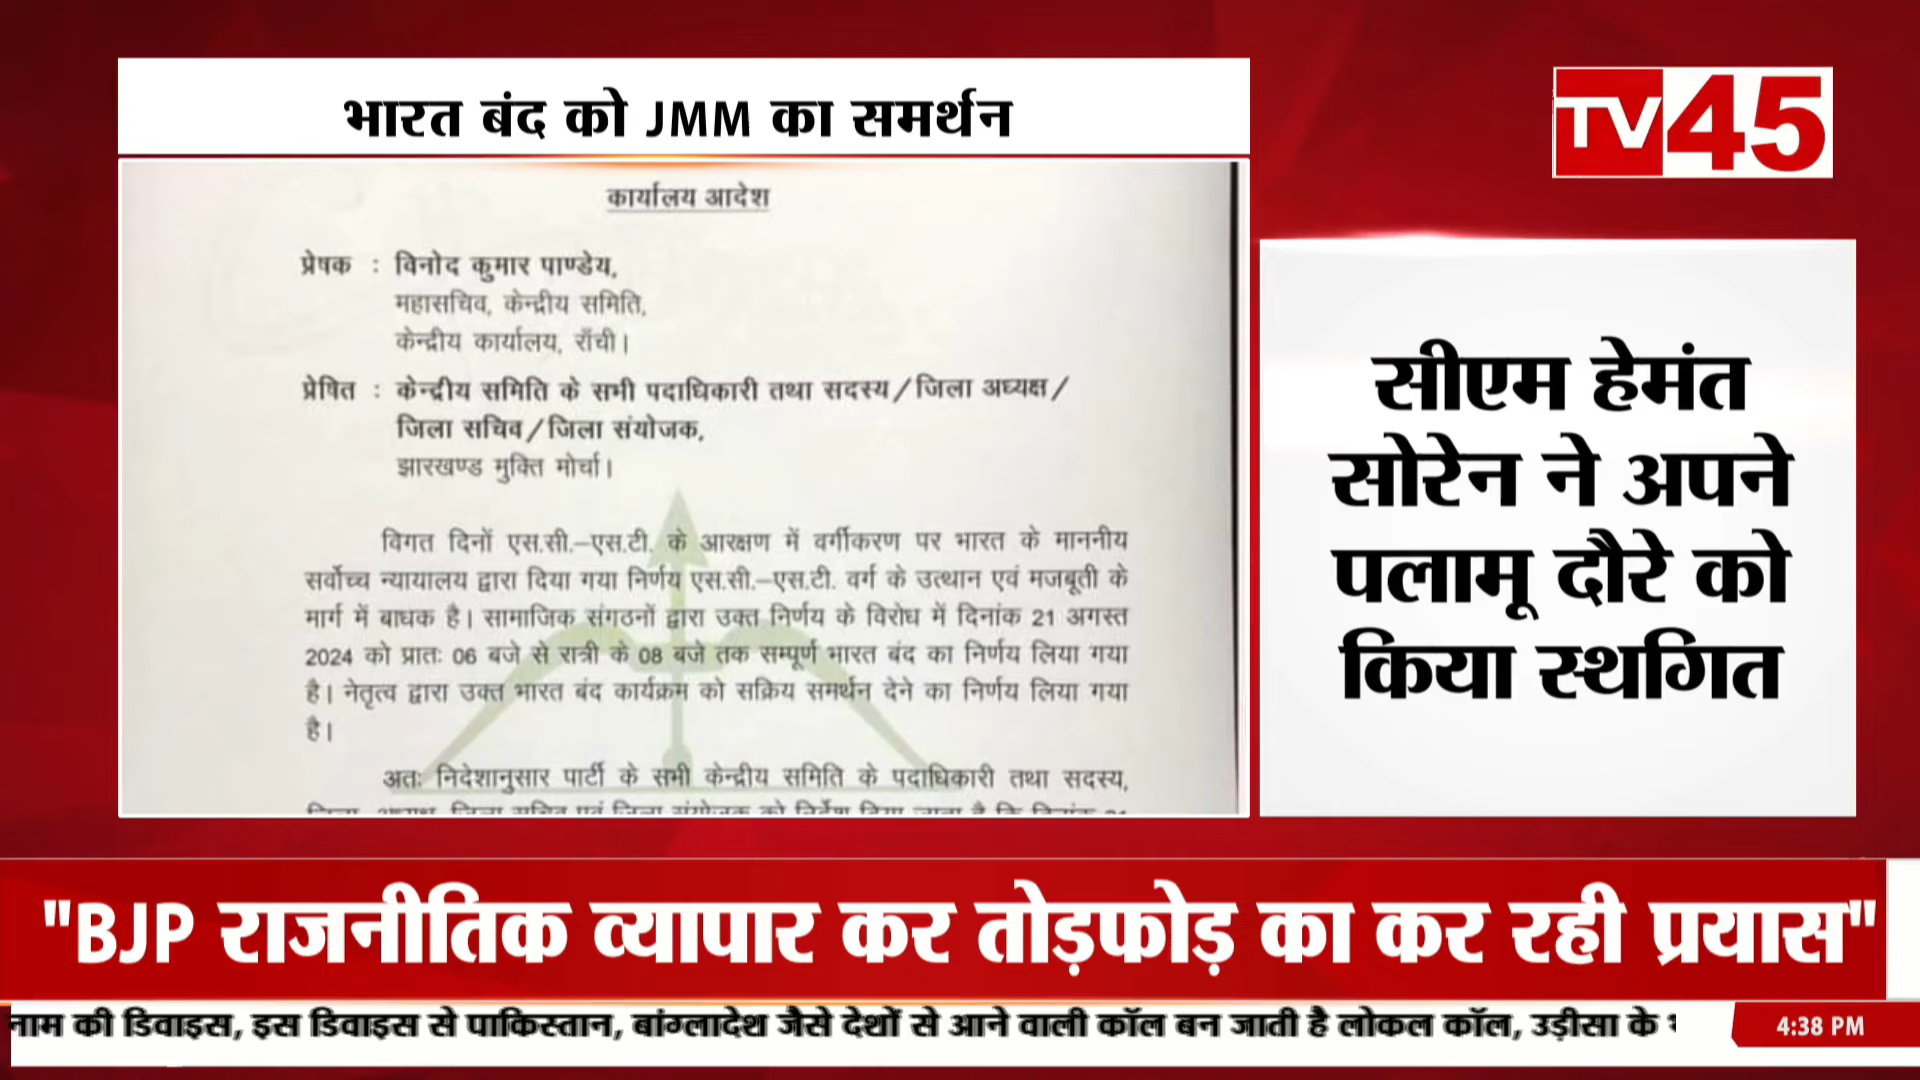 भारत बंद को JMM का समर्थन
TV45
कार्यालय आदेश
प्रेषक : विनोद कुमार पाण्डेय,
महासचिव, केन्द्रीय समिति,
केन्द्रीय कार्यालय, राँची।
प्रेषित : केन्द्रीय समिति के सभी पदाधिकारी तथा सदस्य/जिला अध्यक्ष/
जिला सचिव/जिला संयोजक,
झारखण्ड मुक्ति मोर्चा।
विगत दिनों एस.सी.–एस.टी. के आरक्षण में वर्गीकरण पर भारत के माननीय
सर्वोच्च न्यायालय द्वारा दिया गया निर्णय एस.सी.–एस.टी. वर्ग के उत्थान एवं मजबूती के
मार्ग में बाधक है। सामाजिक संगठनों द्वारा उक्त निर्णय के विरोध में दिनांक 21 अगस्त
2024 को प्रातः 06 बजे से रात्री के 08 बजे तक सम्पूर्ण भारत बंद का निर्णय लिया गया
है। नेतृत्व द्वारा उक्त भारत बंद कार्यक्रम को सक्रिय समर्थन देने का निर्णय लिया गया
है।
अतः निदेशानुसार पार्टी के सभी केन्द्रीय समिति के पदाधिकारी तथा सदस्य,
सीएम हेमंत
सोरेन ने अपने
पलामू दौरे को
किया स्थगित
"BJP राजनीतिक व्यापार कर तोड़फोड़ का कर रही प्रयास"
नाम की डिवाइस, इस डिवाइस से पाकिस्तान, बांग्लादेश जैसे देशों से आने वाली कॉल बन जाती है लोकल कॉल, उड़ीसा के
4:38 PM